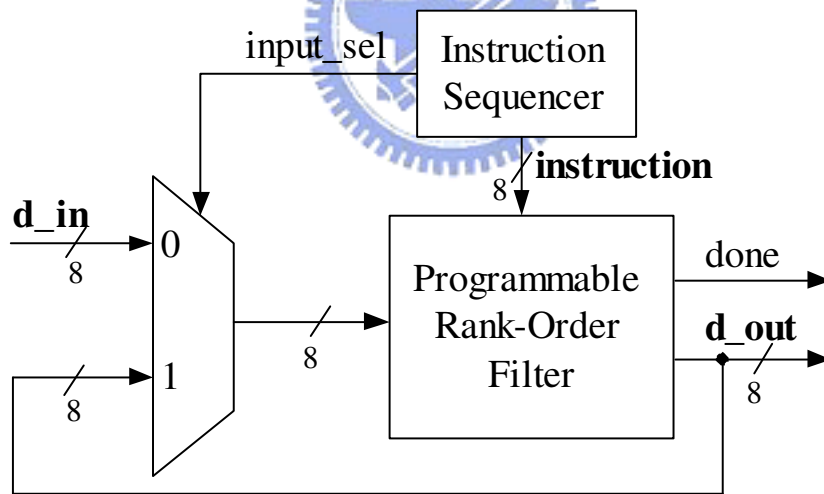 input_sel
Instruction
Sequencer
8
instruction
d_in
8
0
Programmable
Rank-Order
Filter
done
8
d_out
8
8
1